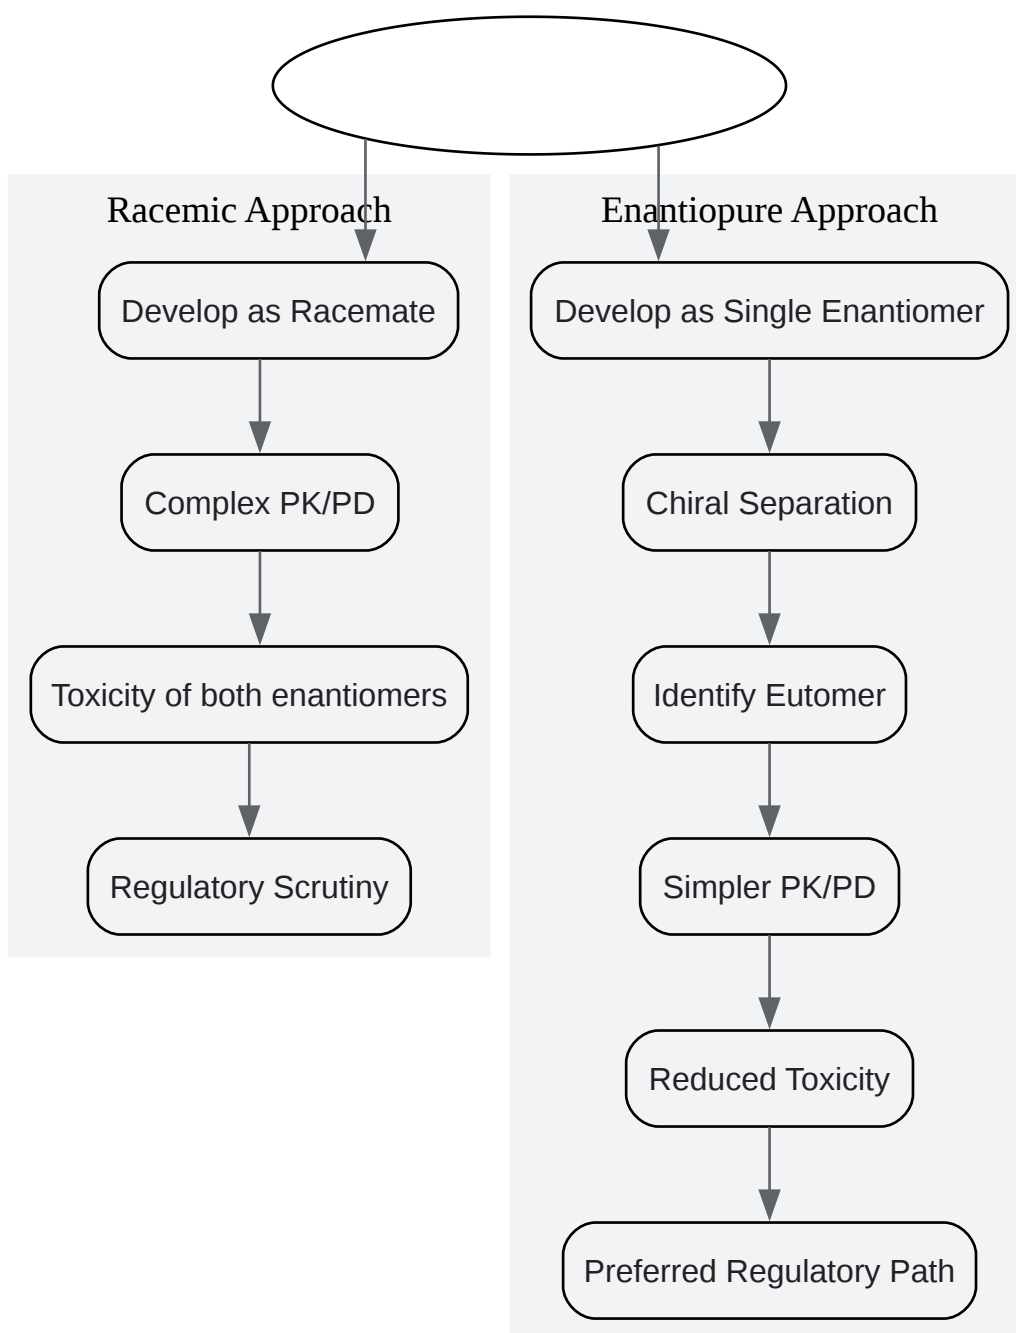 Racemic Approach
Develop as Racemate
Complex PK/PD
Toxicity of both enantiomers
Regulatory Scrutiny
Enantiopure Approach
Develop as Single Enantiomer
Chiral Separation
Identify Eutomer
Simpler PK/PD
Reduced Toxicity
Preferred Regulatory Path